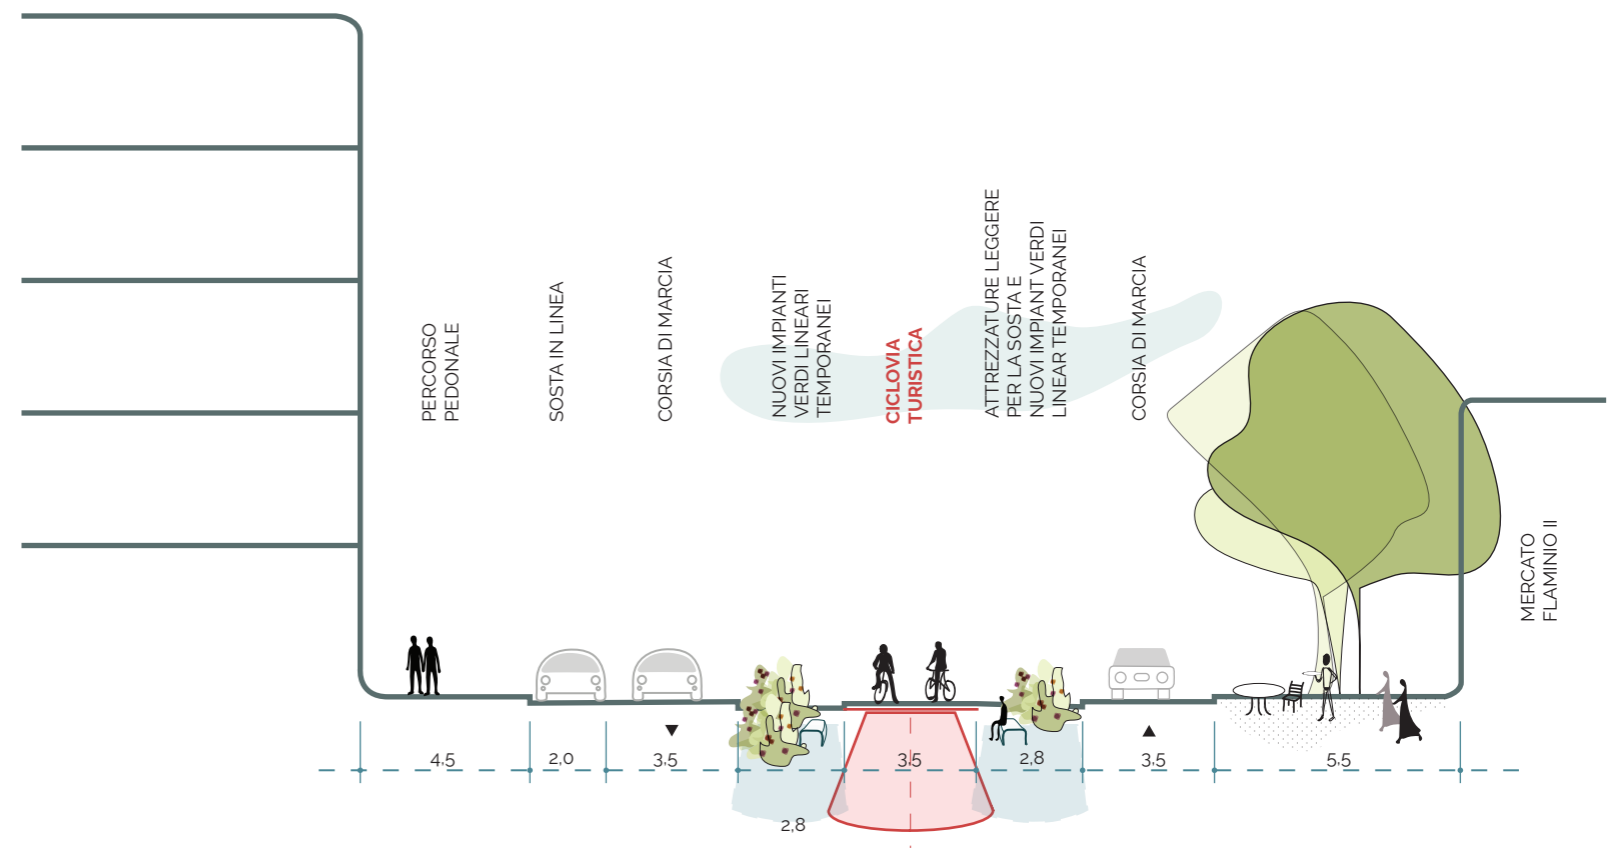 PERCORSO
PEDONALE
SOSTA IN LINEA
CORSIA DI MARCIA
NUOVI IMPIANTI
VERDI LINEARI
TEMPORANEI
CICLOVIA
TURISTICA
ATTREZZATURE LEGGERE
PER LA SOSTA E
NUOVI IMPIANT VERDI
LINEAR TEMPORANEI
CORSIA DI MARCIA
MERCATO
FLAMINIO II
4,5
2,0
3,5
2,8
3,5
2,8
3,5
5,5